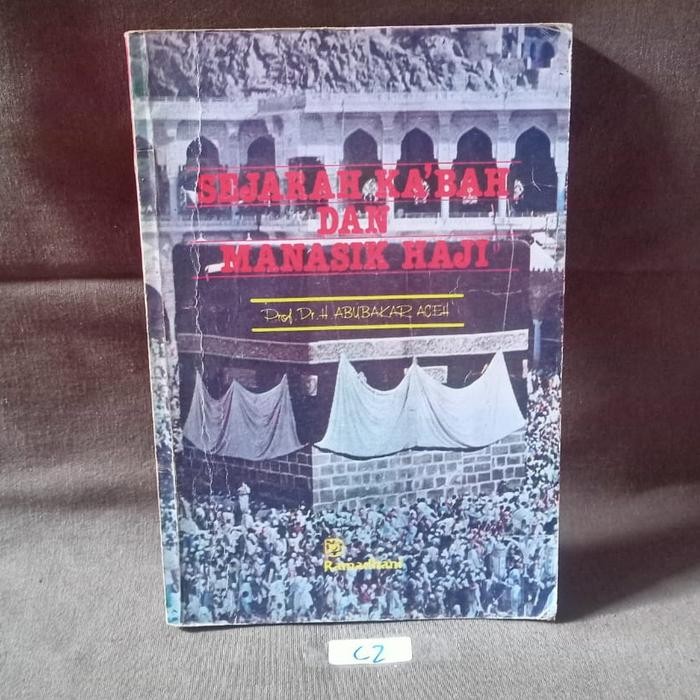 SEJARAH KA'BAH
DAN
MANASIK HAJI
Prof. Dr. H. ABUBAKAR ACEH
Ramadhani
C2